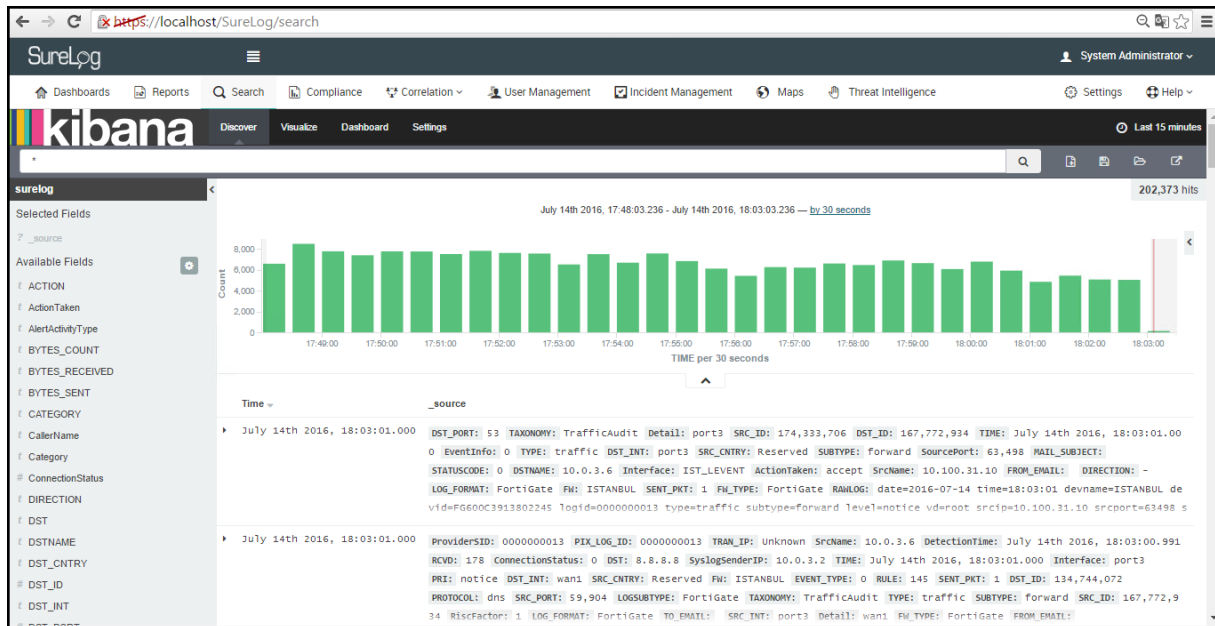 https://localhost/SureLog/search
SureLog System Administrator
Dashboards Reports Search Compliance Correlation User Management Incident Management Maps Threat Intelligence Settings Help
kibana Discover Visualize Dashboard Settings Last 15 minutes
*
surelog
202,373 hits
Selected Fields
? _source
Available Fields
t ACTION
t ActionTaken
t AlertActivityType
t BYTES_COUNT
t BYTES_RECEIVED
t BYTES_SENT
t CATEGORY
t CallerName
t Category
# ConnectionStatus
t DIRECTION
t DST
t DSTNAME
t DST_CNTRY
# DST_ID
t DST_INT
# DST_PORT
July 14th 2016, 17:48:03.236 - July 14th 2016, 18:03:03.236 — by 30 seconds
Count
8,000
6,000
4,000
2,000
0
17:49:00 17:50:00 17:51:00 17:52:00 17:53:00 17:54:00 17:55:00 17:56:00 17:57:00 17:58:00 17:59:00 18:00:00 18:01:00 18:02:00 18:03:00
TIME per 30 seconds
Time _source
July 14th 2016, 18:03:01.000 DST_PORT: 53 TAXONOMY: TrafficAudit Detail: port3 SRC_ID: 174,333,706 DST_ID: 167,772,934 TIME: July 14th 2016, 18:03:01.00
0 EventInfo: 0 TYPE: traffic DST_INT: port3 SRC_CNTRY: Reserved SUBTYPE: forward SourcePort: 63,498 MAIL_SUBJECT:
STATUSCODE: 0 DSTNAME: 10.0.3.6 Interface: IST_LEVENT ActionTaken: accept SrcName: 10.100.31.10 FROM_EMAIL: DIRECTION: -
LOG_FORMAT: FortiGate FW: ISTANBUL SENT_PKT: 1 FW_TYPE: FortiGate RAWLOG: date=2016-07-14 time=18:03:01 devname=ISTANBUL de
vid=FG600C3913802245 logid=0000000013 type=traffic subtype=forward level=notice vd=root srcip=10.100.31.10 srcport=63498 s
July 14th 2016, 18:03:01.000 ProviderSID: 0000000013 PIX_LOG_ID: 0000000013 TRAN_IP: Unknown SrcName: 10.0.3.6 DetectionTime: July 14th 2016, 18:03:00.991
RCVD: 178 ConnectionStatus: 0 DST: 8.8.8.8 SyslogSenderIP: 10.0.3.2 TIME: July 14th 2016, 18:03:01.000 Interface: port3
PRI: notice DST_INT: wan1 SRC_CNTRY: Reserved FW: ISTANBUL EVENT_TYPE: 0 RULE: 145 SENT_PKT: 1 DST_ID: 134,744,072
PROTOCOL: dns SRC_PORT: 59,904 LOGSUBTYPE: FortiGate TAXONOMY: TrafficAudit TYPE: traffic SUBTYPE: forward SRC_ID: 167,772,9
34 RiscFactor: 1 LOG_FORMAT: FortiGate TO_EMAIL: SRC_INT: port3 Detail: wan1 FW_TYPE: FortiGate FROM_EMAIL: